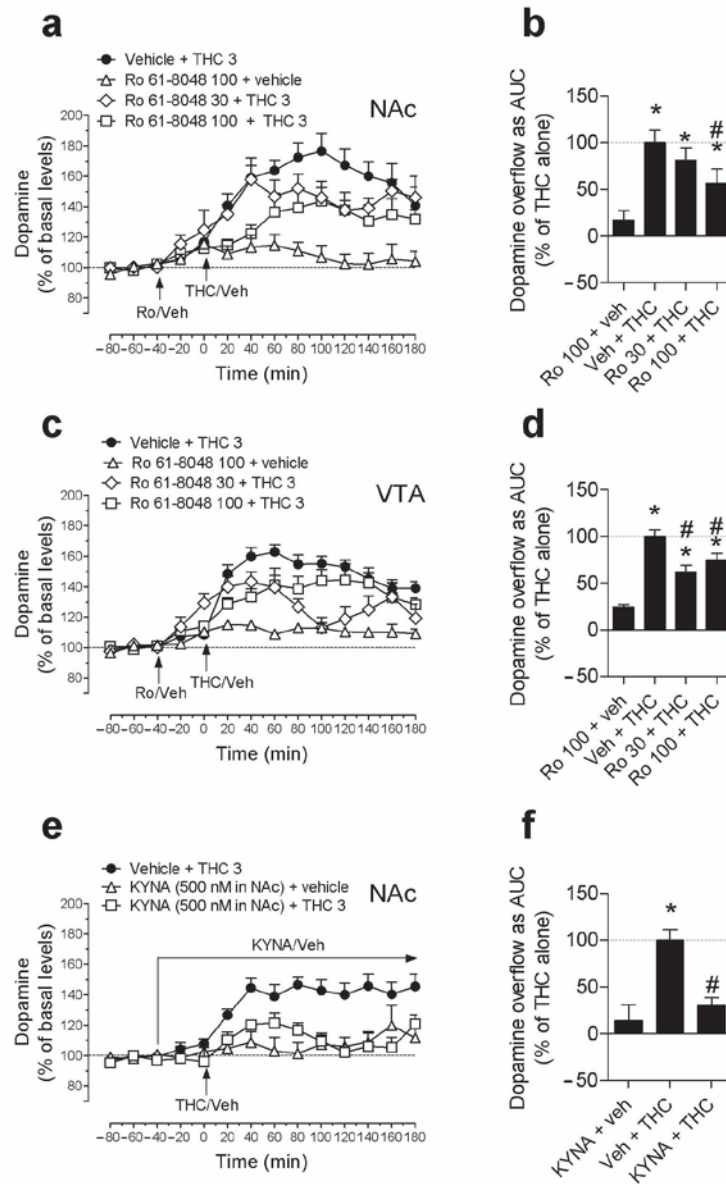 a
Vehicle + THC 3
Ro 61-8048 100 + vehicle
Ro 61-8048 30 + THC 3
Ro 61-8048 100 + THC 3
NAc
Dopamine
(% of basal levels)
200
180
160
140
120
100
80
Ro/Veh
THC/Veh
−80 −60 −40 −20 0 20 40 60 80 100 120 140 160 180
Time (min)
b
Dopamine overflow as AUC
(% of THC alone)
150
100
50
0
−50
* * # *
Ro 100 + veh
Veh + THC
Ro 30 + THC
Ro 100 + THC
c
Vehicle + THC 3
Ro 61-8048 100 + vehicle
Ro 61-8048 30 + THC 3
Ro 61-8048 100 + THC 3
VTA
Dopamine
(% of basal levels)
200
180
160
140
120
100
80
Ro/Veh
THC/Veh
−80 −60 −40 −20 0 20 40 60 80 100 120 140 160 180
Time (min)
d
Dopamine overflow as AUC
(% of THC alone)
150
100
50
0
−50
* # * # *
Ro 100 + veh
Veh + THC
Ro 30 + THC
Ro 100 + THC
e
Vehicle + THC 3
KYNA (500 nM in NAc) + vehicle
KYNA (500 nM in NAc) + THC 3
NAc
Dopamine
(% of basal levels)
200
180
160
140
120
100
80
KYNA/Veh
THC/Veh
−80 −60 −40 −20 0 20 40 60 80 100 120 140 160 180
Time (min)
f
Dopamine overflow as AUC
(% of THC alone)
150
100
50
0
−50
* #
KYNA + veh
Veh + THC
KYNA + THC